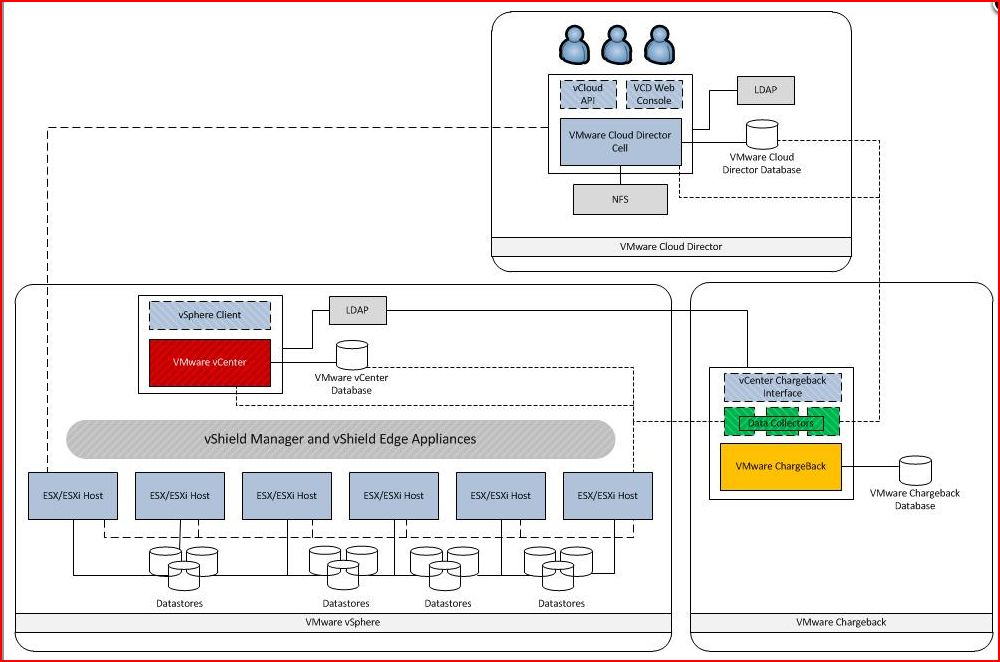 vCloud
API
VCD Web
Console
LDAP
VMware Cloud Director
Cell
VMware Cloud
Director Database
NFS
VMware Cloud Director
vSphere Client
LDAP
VMware vCenter
VMware vCenter
Database
vShield Manager and vShield Edge Appliances
ESX/ESXi Host
ESX/ESXi Host
ESX/ESXi Host
ESX/ESXi Host
ESX/ESXi Host
ESX/ESXi Host
Datastores
Datastores
Datastores
Datastores
VMware vSphere
vCenter Chargeback
Interface
Data Collectors
VMware ChargeBack
VMware Chargeback
Database
VMware Chargeback